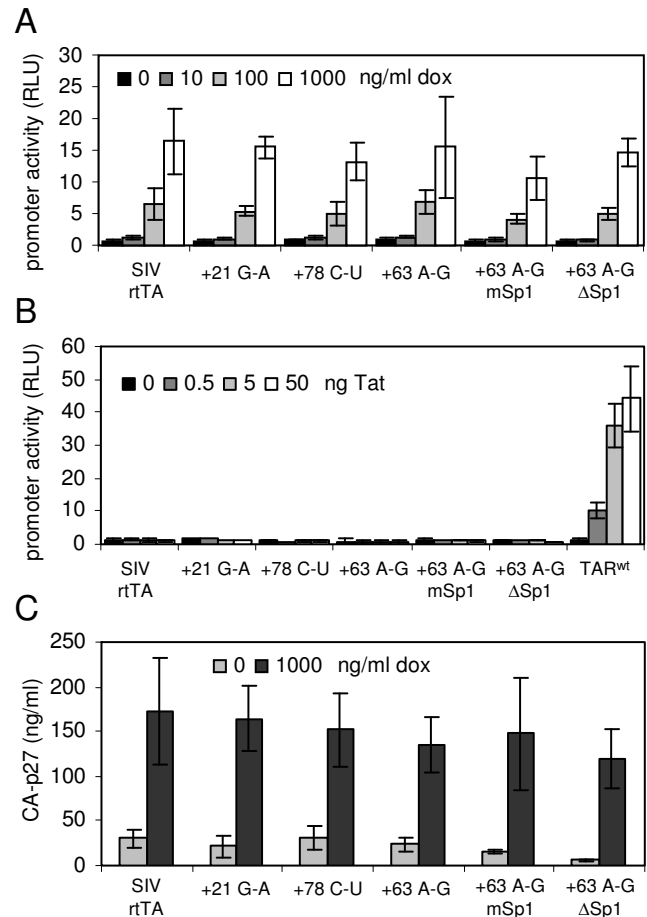 A
promoter activity (RLU)
30
25
20
15
10
5
0
0 10 100 1000 ng/ml dox
SIV rtTA
+21 G-A
+78 C-U
+63 A-G
+63 A-G mSp1
+63 A-G ΔSp1
B
promoter activity (RLU)
60
50
40
30
20
10
0
0 0.5 5 50 ng Tat
SIV rtTA
+21 G-A
+78 C-U
+63 A-G
+63 A-G mSp1
+63 A-G ΔSp1
TARwt
C
CA-p27 (ng/ml)
250
200
150
100
50
0
0 1000 ng/ml dox
SIV rtTA
+21 G-A
+78 C-U
+63 A-G
+63 A-G mSp1
+63 A-G ΔSp1